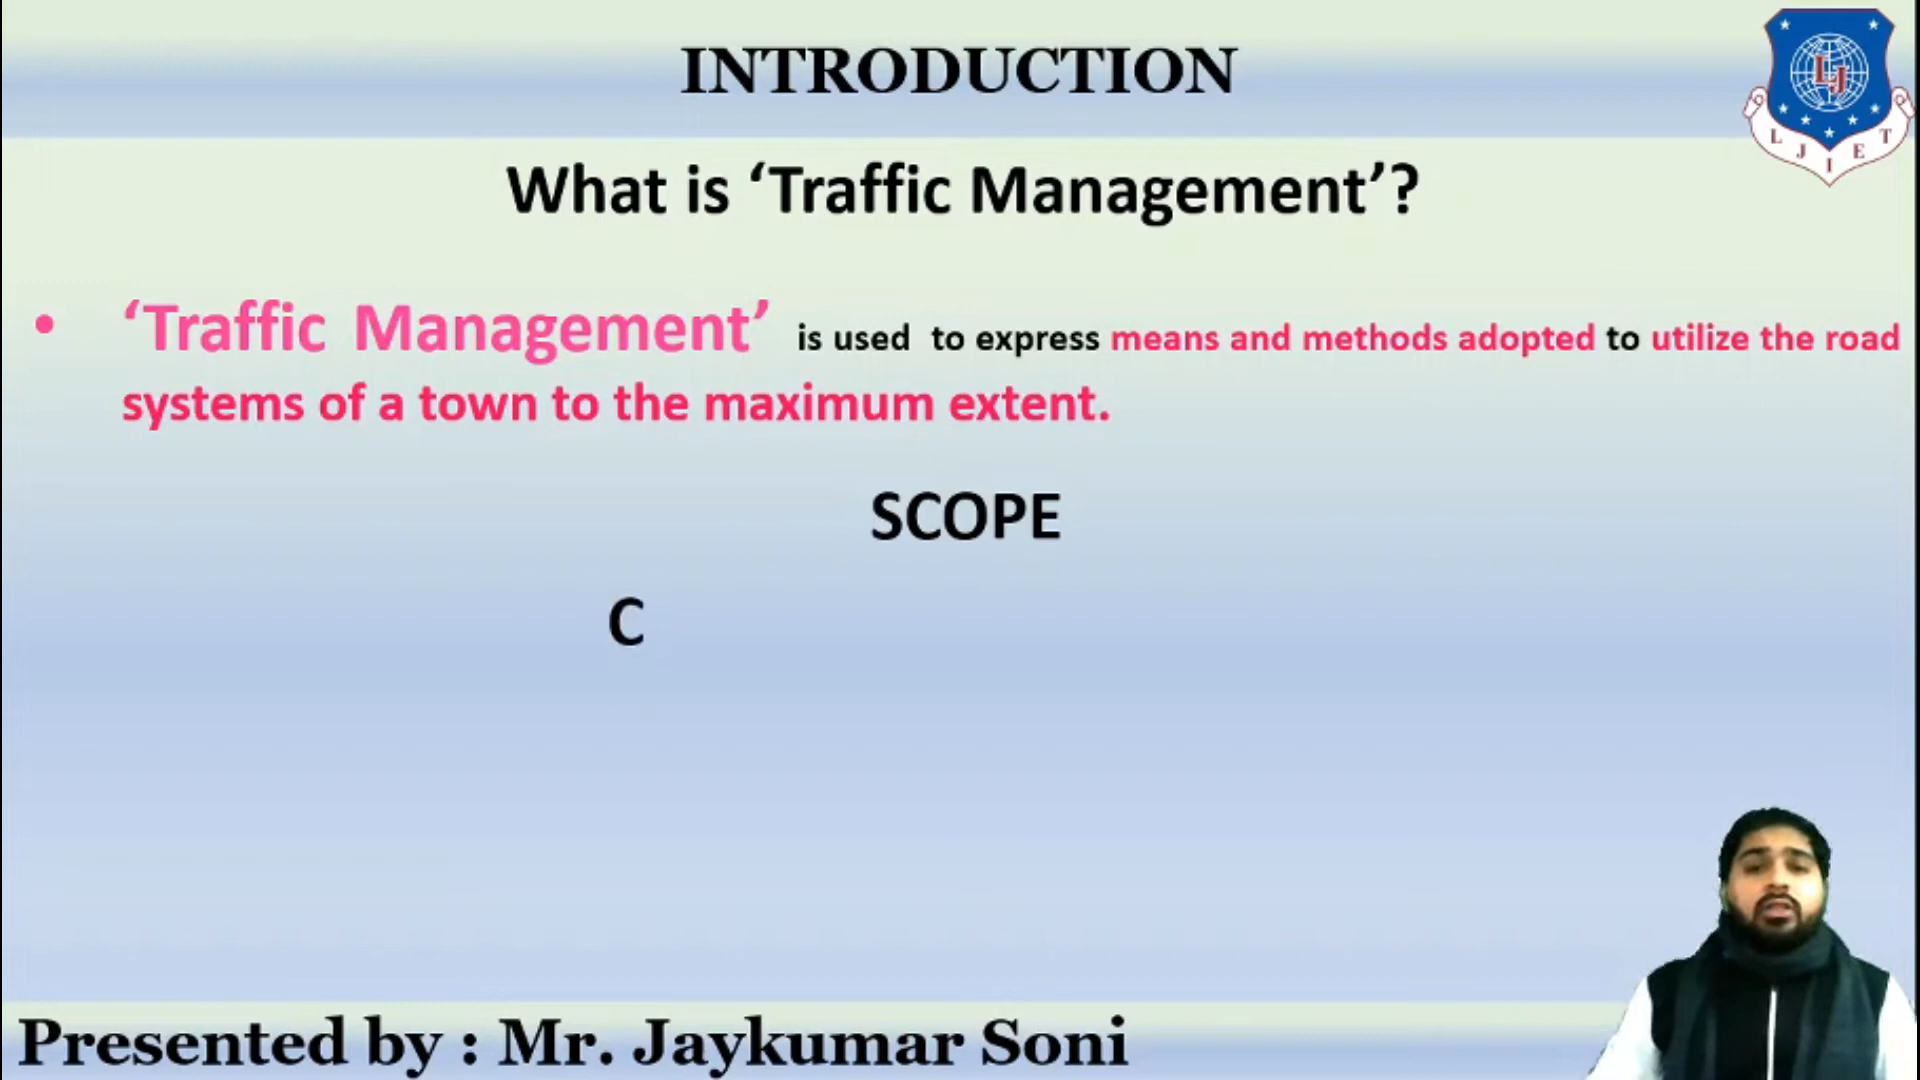 INTRODUCTION
LJ
L J I E T
What is ‘Traffic Management’?
• ‘Traffic Management’ is used to express means and methods adopted to utilize the road
systems of a town to the maximum extent.
SCOPE
C
Presented by : Mr. Jaykumar Soni